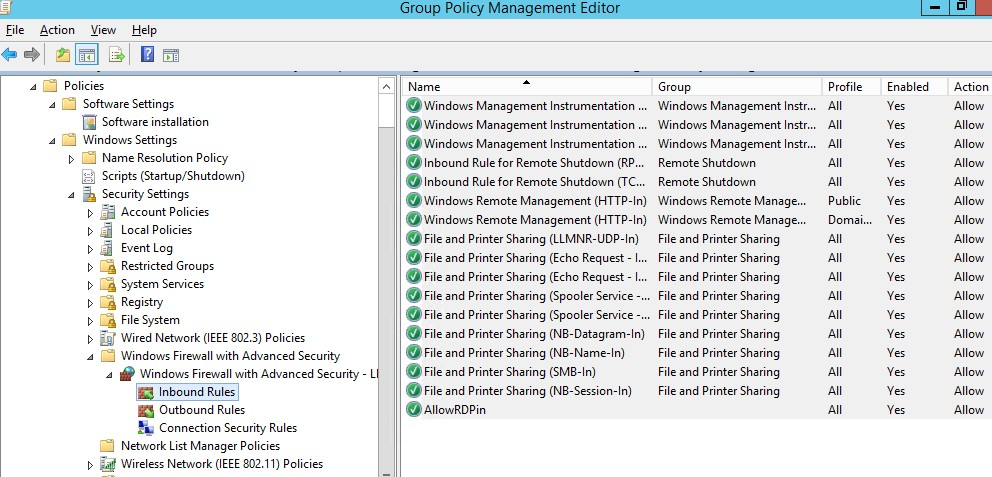 Group Policy Management Editor
File Action View Help
Policies
Software Settings
Software installation
Windows Settings
Name Resolution Policy
Scripts (Startup/Shutdown)
Security Settings
Account Policies
Local Policies
Event Log
Restricted Groups
System Services
Registry
File System
Wired Network (IEEE 802.3) Policies
Windows Firewall with Advanced Security
Windows Firewall with Advanced Security - LI
Inbound Rules
Outbound Rules
Connection Security Rules
Network List Manager Policies
Wireless Network (IEEE 802.11) Policies
Name Group Profile Enabled Action
Windows Management Instrumentation ... Windows Management Instr... All Yes Allow
Windows Management Instrumentation ... Windows Management Instr... All Yes Allow
Windows Management Instrumentation ... Windows Management Instr... All Yes Allow
Inbound Rule for Remote Shutdown (RP... Remote Shutdown All Yes Allow
Inbound Rule for Remote Shutdown (TC... Remote Shutdown All Yes Allow
Windows Remote Management (HTTP-In) Windows Remote Manage... Public Yes Allow
Windows Remote Management (HTTP-In) Windows Remote Manage... Domai... Yes Allow
File and Printer Sharing (LLMNR-UDP-In) File and Printer Sharing All Yes Allow
File and Printer Sharing (Echo Request - I... File and Printer Sharing All Yes Allow
File and Printer Sharing (Echo Request - I... File and Printer Sharing All Yes Allow
File and Printer Sharing (Spooler Service -... File and Printer Sharing All Yes Allow
File and Printer Sharing (Spooler Service -... File and Printer Sharing All Yes Allow
File and Printer Sharing (NB-Datagram-In) File and Printer Sharing All Yes Allow
File and Printer Sharing (NB-Name-In) File and Printer Sharing All Yes Allow
File and Printer Sharing (SMB-In) File and Printer Sharing All Yes Allow
File and Printer Sharing (NB-Session-In) File and Printer Sharing All Yes Allow
AllowRDPin All Yes Allow